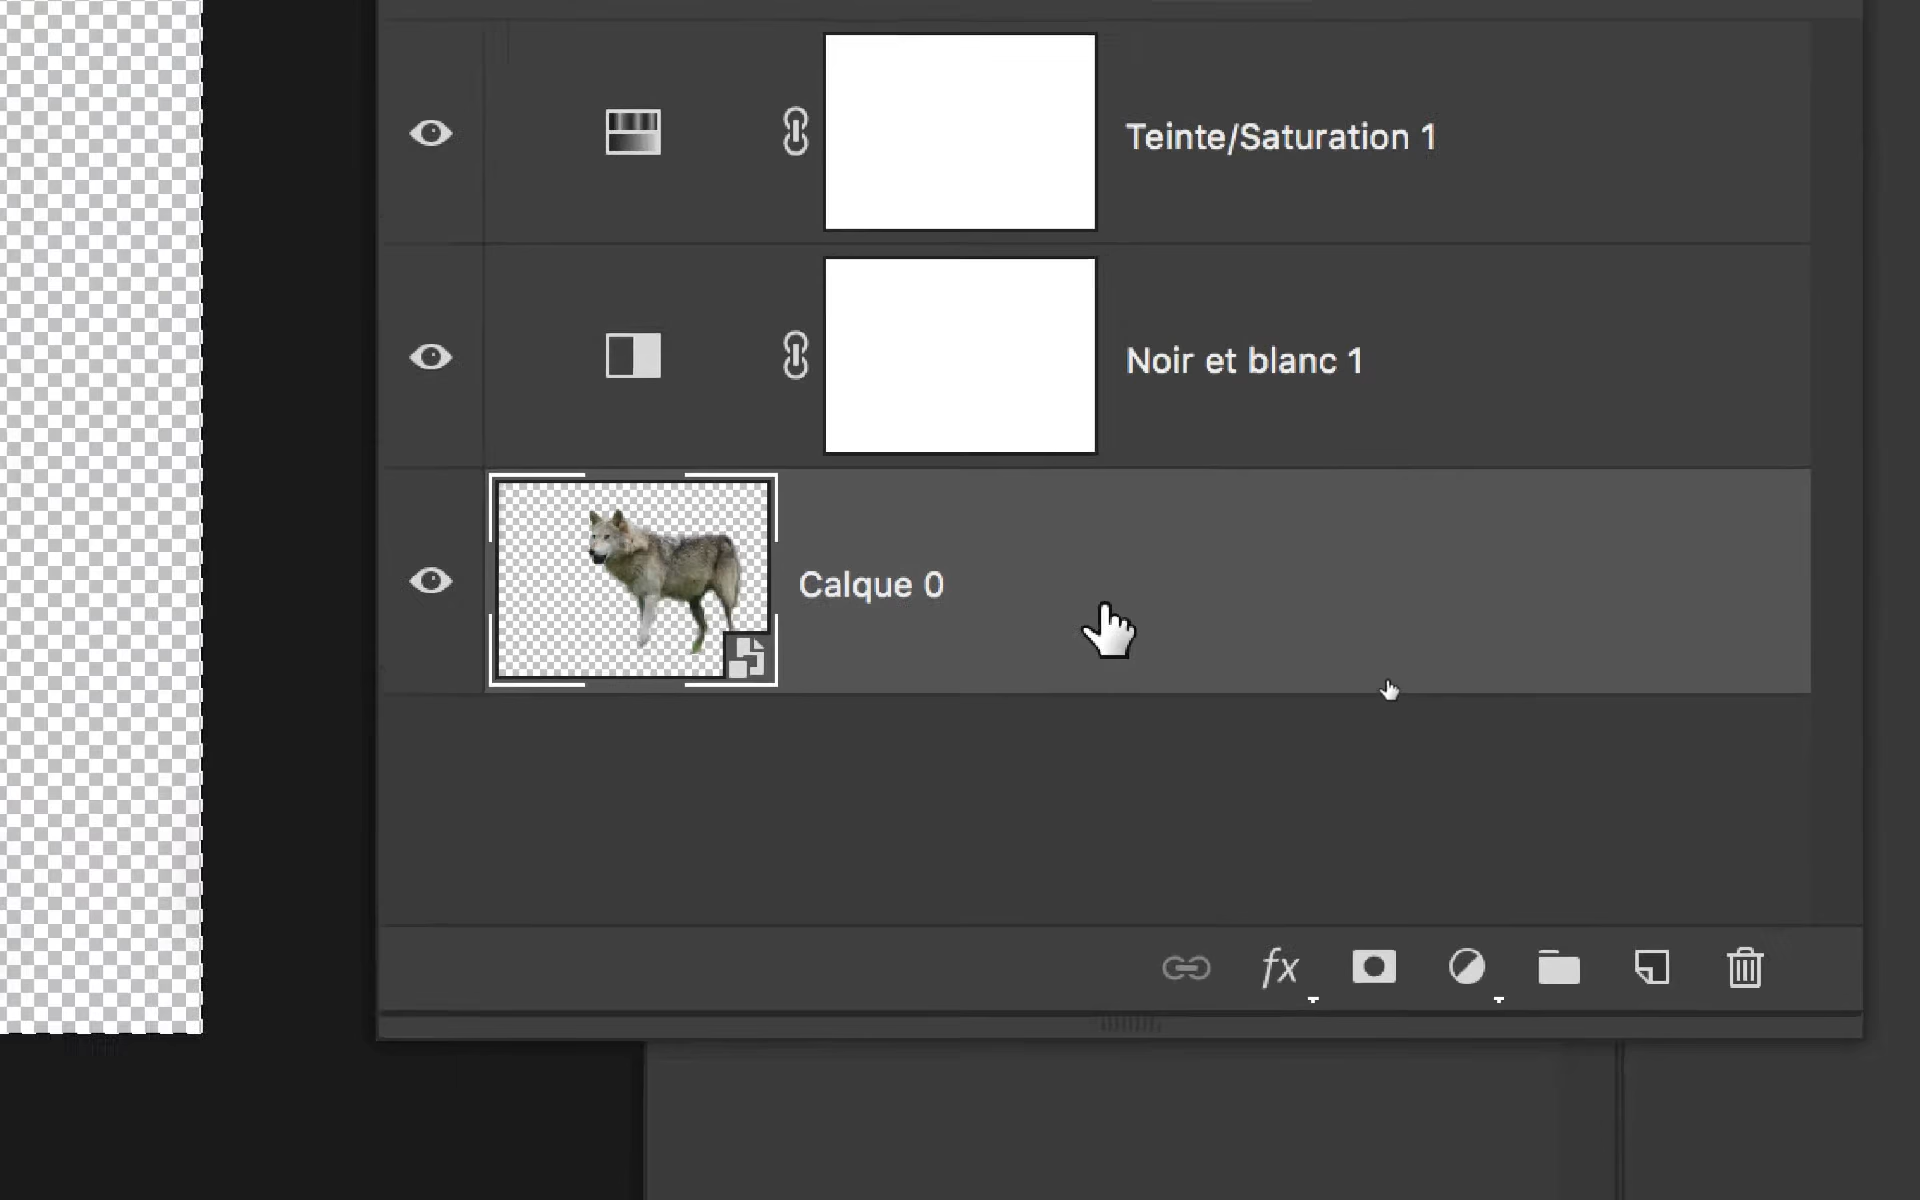 Teinte/Saturation 1
Noir et blanc 1
Calque 0
fx